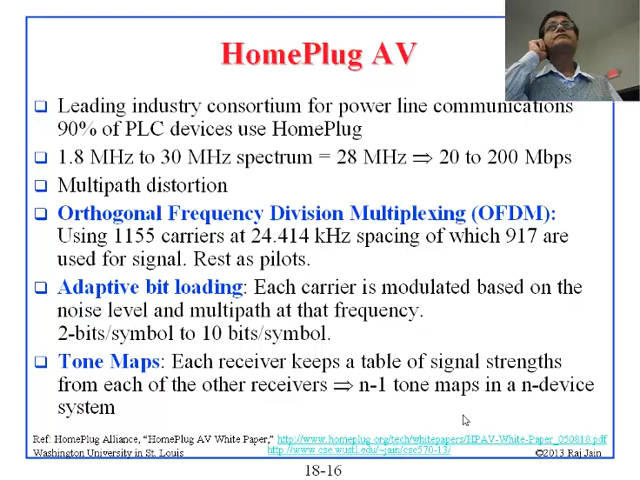 HomePlug AV
Leading industry consortium for power line communications
90% of PLC devices use HomePlug
1.8 MHz to 30 MHz spectrum = 28 MHz ⇒ 20 to 200 Mbps
Multipath distortion
Orthogonal Frequency Division Multiplexing (OFDM):
Using 1155 carriers at 24.414 kHz spacing of which 917 are
used for signal. Rest as pilots.
Adaptive bit loading: Each carrier is modulated based on the
noise level and multipath at that frequency.
2-bits/symbol to 10 bits/symbol.
Tone Maps: Each receiver keeps a table of signal strengths
from each of the other receivers ⇒ n-1 tone maps in a n-device
system
Ref: HomePlug Alliance, “HomePlug AV White Paper,” http://www.homeplug.org/tech/whitepapers/HPAV-White-Paper_050818.pdf
Washington University in St. Louis http://www.cse.wustl.edu/~jain/cse570-13/ ©2013 Raj Jain
18-16